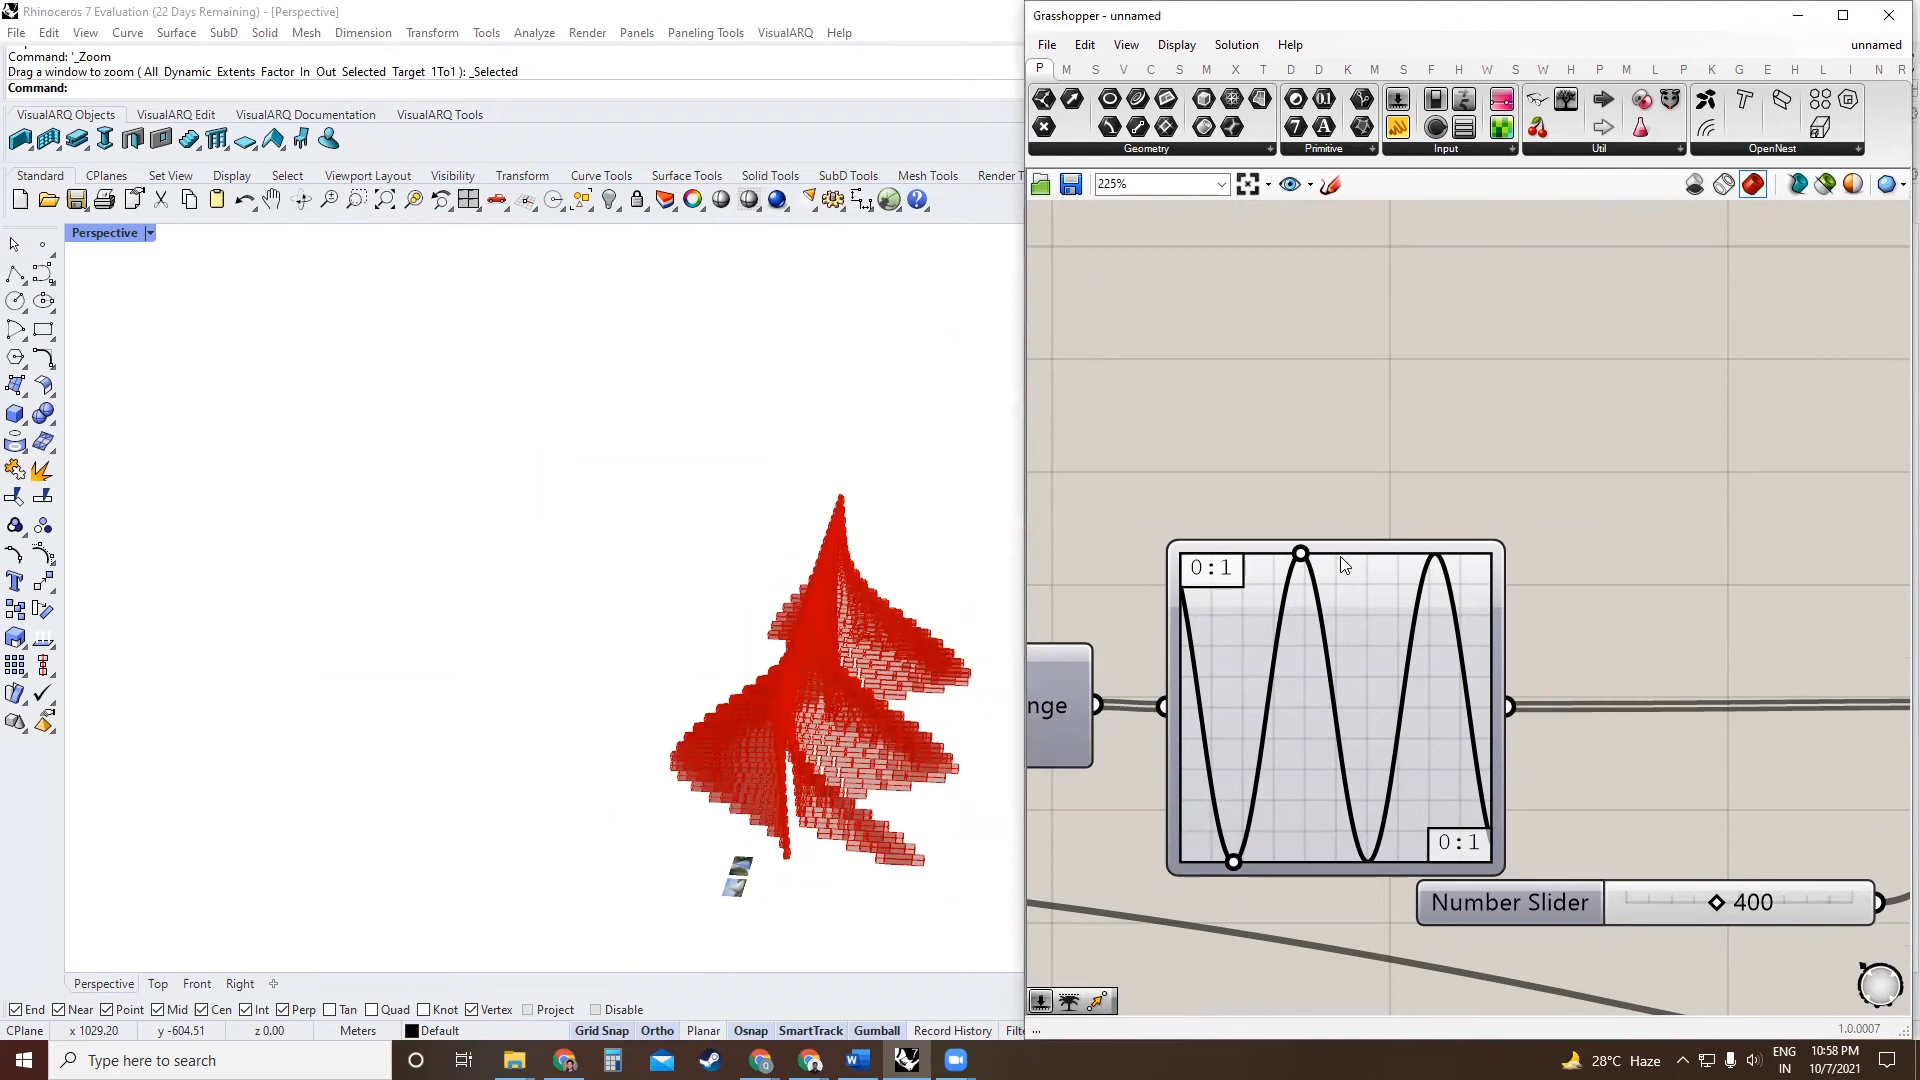 Rhinoceros 7 Evaluation (22 Days Remaining) - [Perspective]
File Edit View Curve Surface SubD Solid Mesh Dimension Transform Tools Analyze Render Panels Paneling Tools VisualARQ Help
Command: '_Zoom
Drag a window to zoom ( All Dynamic Extents Factor In Out Selected Target 1To1 ): _Selected
Command:
VisualARQ Objects VisualARQ Edit VisualARQ Documentation VisualARQ Tools
Standard CPlanes Set View Display Select Viewport Layout Visibility Transform Curve Tools Surface Tools Solid Tools SubD Tools Mesh Tools Render T
Perspective
Perspective Top Front Right
End Near Point Mid Cen Int Perp Tan Quad Knot Vertex Project Disable
CPlane x 1029.20 y -604.51 z 0.00 Meters Default Grid Snap Ortho Planar Osnap SmartTrack Gumball Record History Filte
Grasshopper - unnamed
File Edit View Display Solution Help unnamed
P M S V C S M X T D D K M S F H W S W H P M L P K G E H L I N R
Geometry Primitive Input Util OpenNest
225%
0:1
nge
0:1
Number Slider 400
... 1.0.0007
Type here to search
28°C Haze
ENG
IN
10:58 PM
10/7/2021